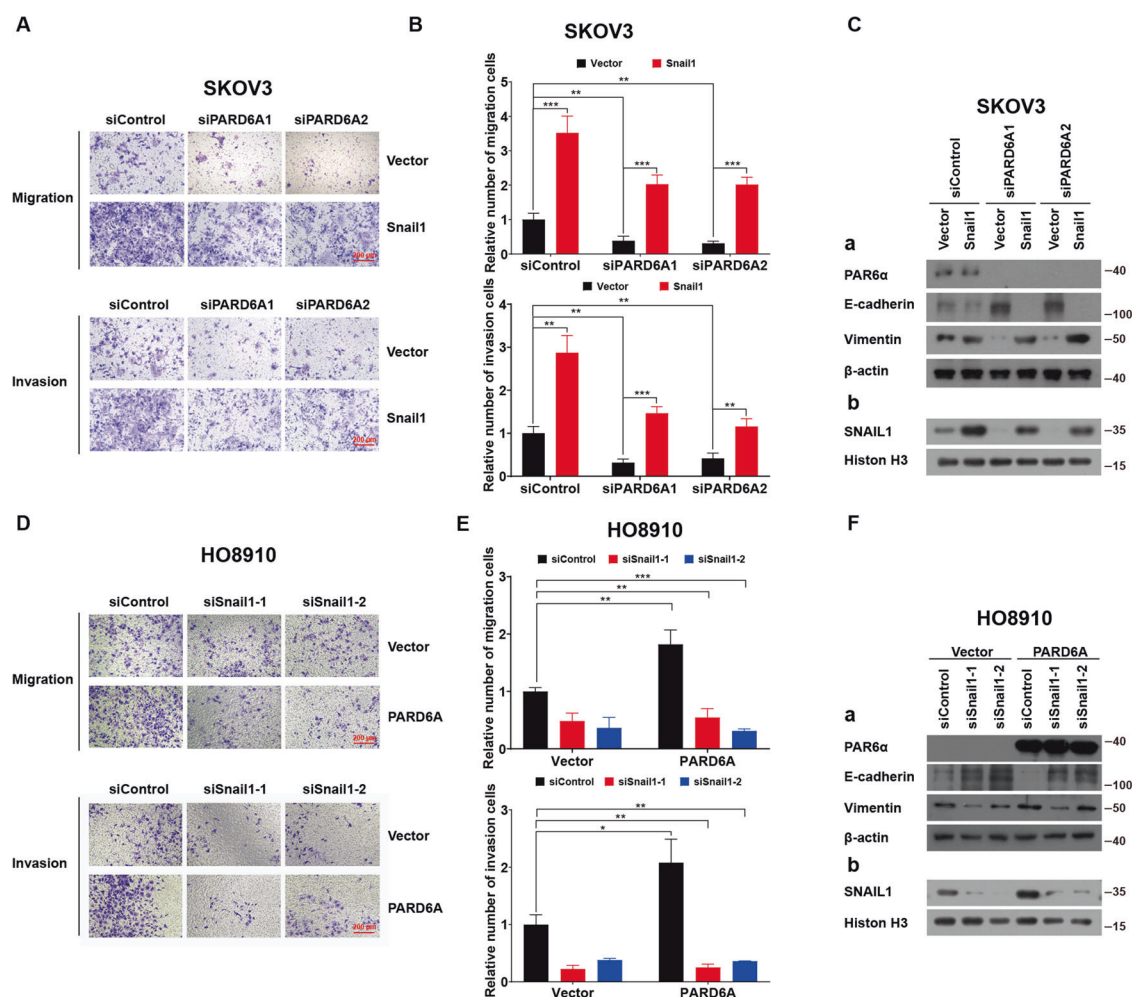 A
SKOV3
siControl siPARD6A1 siPARD6A2
Migration
Vector
Snail1
200 μm
siControl siPARD6A1 siPARD6A2
Invasion
Vector
Snail1
200 μm
B
SKOV3
Vector Snail1
Relative number of migration cells
5
4
3
2
1
0
**
**
***
***
***
siControl siPARD6A1 siPARD6A2
Vector Snail1
Relative number of invasion cells
4
3
2
1
0
**
**
**
***
**
siControl siPARD6A1 siPARD6A2
C
SKOV3
siControl siPARD6A1 siPARD6A2
Vector Snail1 Vector Snail1 Vector Snail1
a
PAR6α –40
E-cadherin –100
Vimentin –50
β-actin –40
b
SNAIL1 –35
Histon H3 –15
D
HO8910
siControl siSnail1-1 siSnail1-2
Migration
Vector
PARD6A
200 μm
siControl siSnail1-1 siSnail1-2
Invasion
Vector
PARD6A
200 μm
E
HO8910
siControl siSnail1-1 siSnail1-2
Relative number of migration cells
3
2
1
0
***
**
**
Vector PARD6A
siControl siSnail1-1 siSnail1-2
Relative number of invasion cells
3
2
1
0
**
**
*
Vector PARD6A
F
HO8910
Vector PARD6A
siControl siSnail1-1 siSnail1-2 siControl siSnail1-1 siSnail1-2
a
PAR6α –40
E-cadherin –100
Vimentin –50
β-actin –40
b
SNAIL1 –35
Histon H3 –15